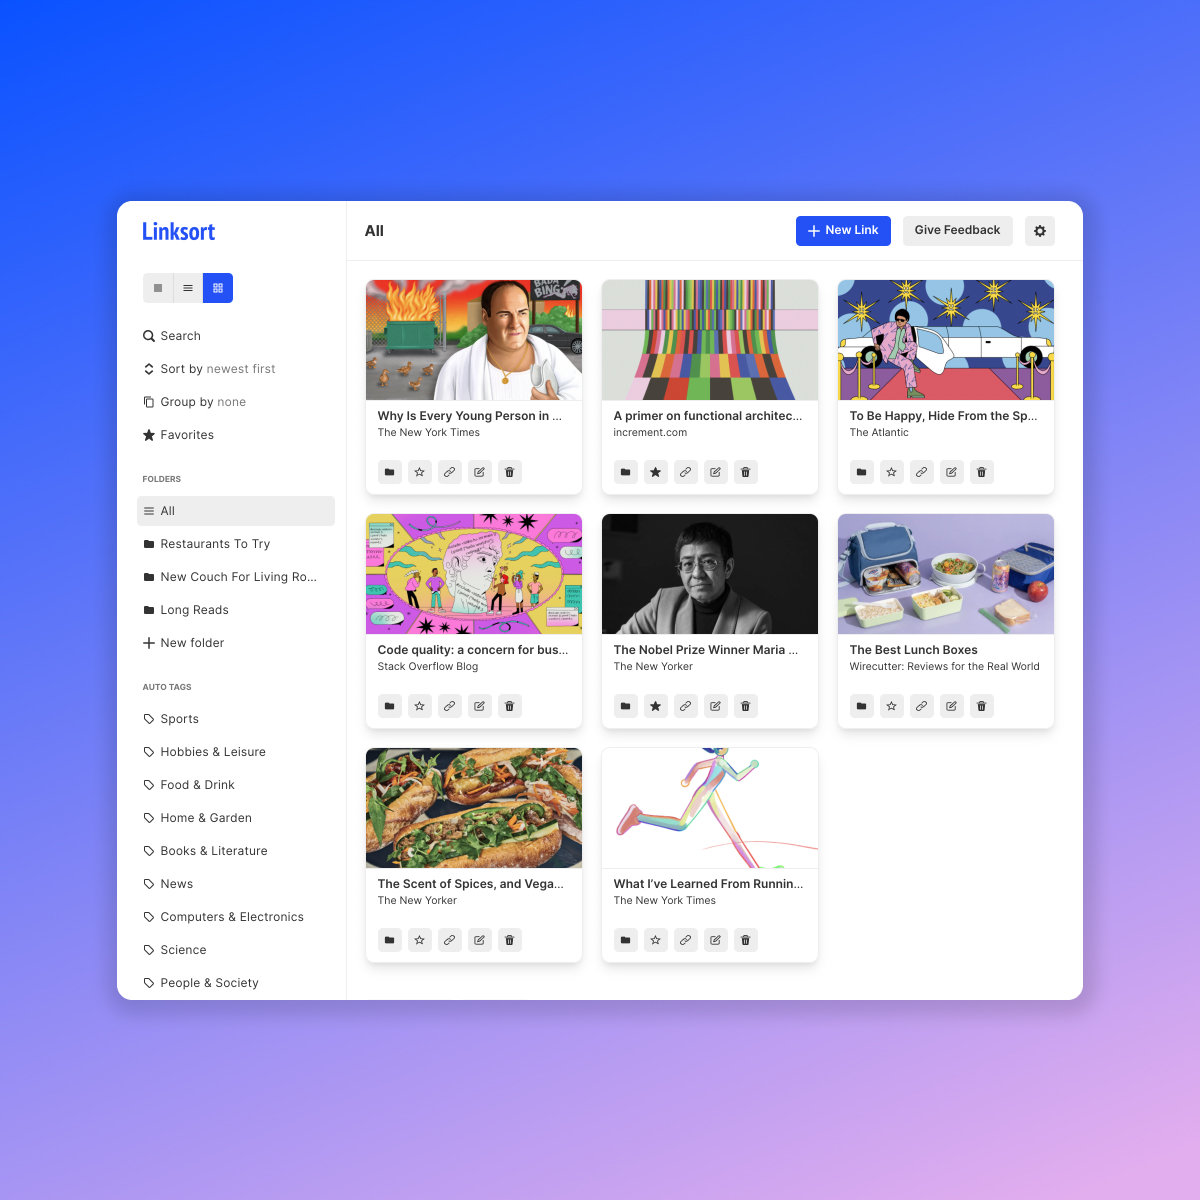 Linksort
All
New Link
Give Feedback
Search
Sort by newest first
Group by none
Favorites
FOLDERS
All
Restaurants To Try
New Couch For Living Ro...
Long Reads
New folder
AUTO TAGS
Sports
Hobbies & Leisure
Food & Drink
Home & Garden
Books & Literature
News
Computers & Electronics
Science
People & Society
BADA
BING
Why Is Every Young Person in ...
The New York Times
A primer on functional architec...
increment.com
To Be Happy, Hide From the Sp...
The Atlantic
Code quality: a concern for bus...
Stack Overflow Blog
The Nobel Prize Winner Maria ...
The New Yorker
The Best Lunch Boxes
Wirecutter: Reviews for the Real World
The Scent of Spices, and Vega...
The New Yorker
What I’ve Learned From Runnin...
The New York Times